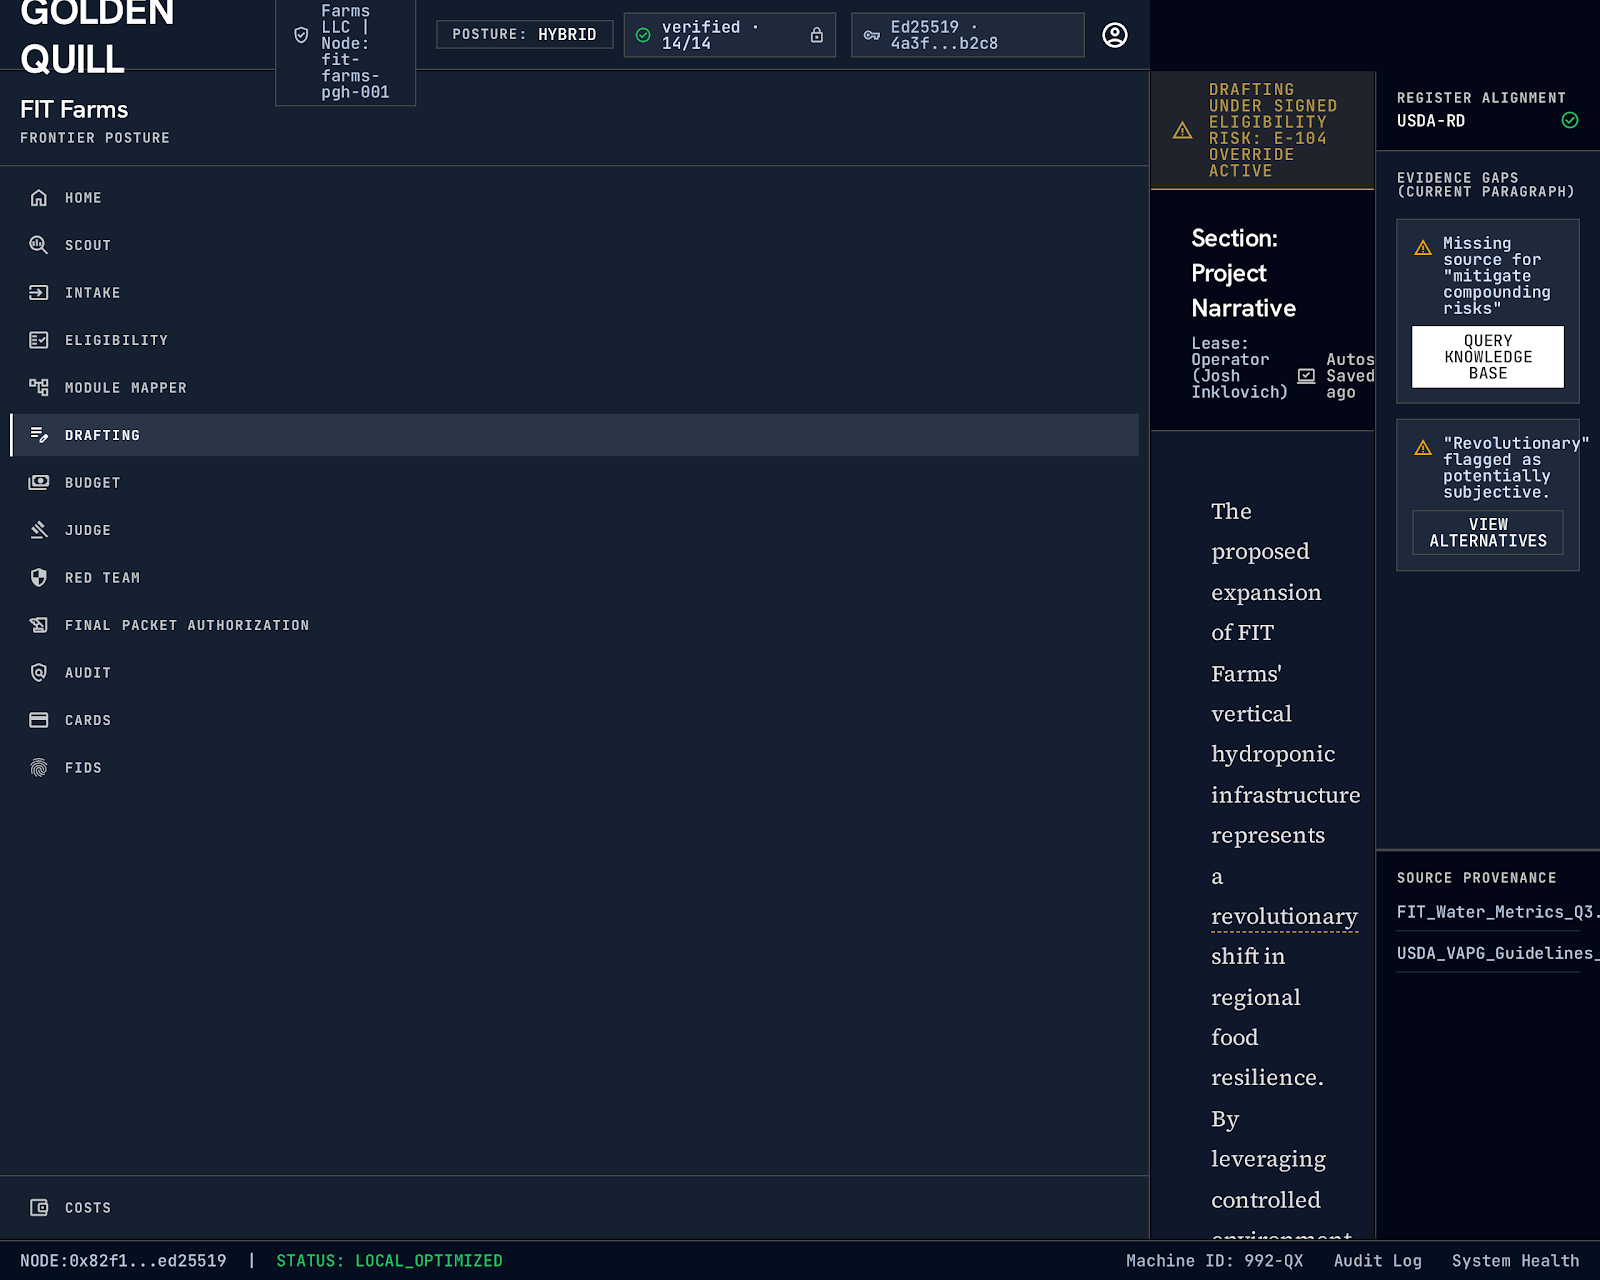 GOLDEN
QUILL
Farms
LLC |
Node:
fit-
farms-
pgh-001
POSTURE: HYBRID
verified ·
14/14
Ed25519 ·
4a3f...b2c8
FIT Farms
FRONTIER POSTURE
HOME
SCOUT
INTAKE
ELIGIBILITY
MODULE MAPPER
DRAFTING
BUDGET
JUDGE
RED TEAM
FINAL PACKET AUTHORIZATION
AUDIT
CARDS
FIDS
COSTS
DRAFTING
UNDER SIGNED
ELIGIBILITY
RISK: E-104
OVERRIDE
ACTIVE
Section:
Project
Narrative
Lease:
Operator
(Josh
Inklovich)
Autos
Saved
ago
The
proposed
expansion
of FIT
Farms'
vertical
hydroponic
infrastructure
represents
a
revolutionary
shift in
regional
food
resilience.
By
leveraging
controlled
environment
REGISTER ALIGNMENT
USDA-RD
EVIDENCE GAPS
(CURRENT PARAGRAPH)
Missing
source for
"mitigate
compounding
risks"
QUERY
KNOWLEDGE
BASE
"Revolutionary"
flagged as
potentially
subjective.
VIEW
ALTERNATIVES
SOURCE PROVENANCE
FIT_Water_Metrics_Q3.
USDA_VAPG_Guidelines_
NODE:0x82f1...ed25519 | STATUS: LOCAL_OPTIMIZED
Machine ID: 992-QX Audit Log System Health